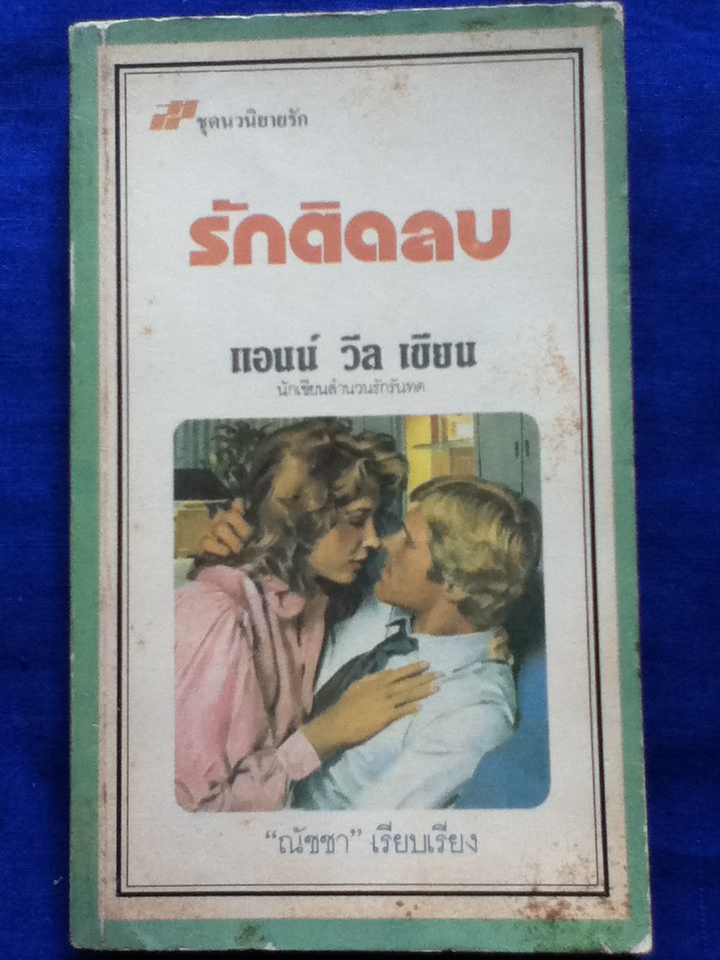 ชุดนวนิยายรัก
รักติดลบ
แอนน์ วีล เขียน
นักเขียนสำนวนรักรันทด
“ณัชชา” เรียบเรียง